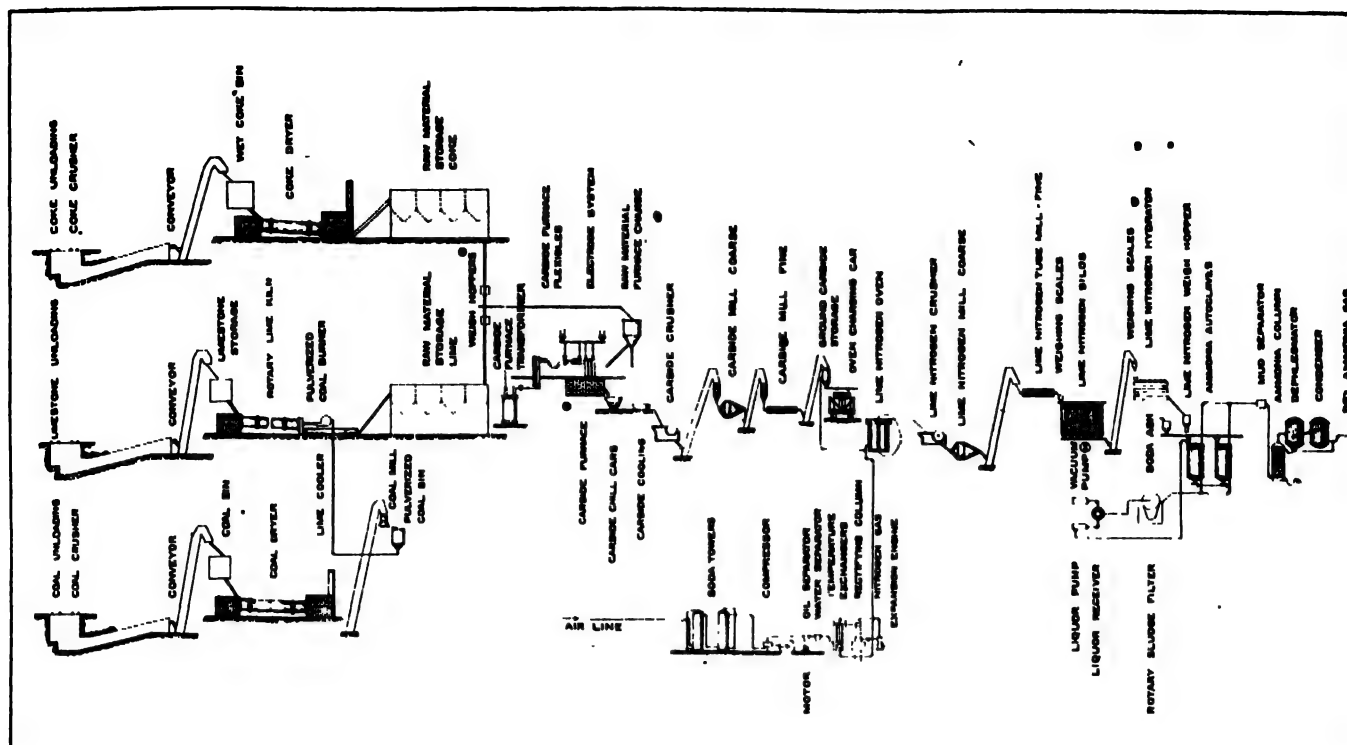 COKE UNLOADING
COKE CRUSHER
CONVEYOR
WET COKE BIN
COKE DRYER
RAW MATERIAL
STORAGE
COKE
LIMESTONE UNLOADING
CONVEYOR
LIMESTONE
STORAGE
ROTARY LIME KILN
PULVERIZED
COAL BURNER
RAW MATERIAL
STORAGE
LIME
WEIGH HOPPERS
COAL UNLOADING
COAL CRUSHER
CONVEYOR
COAL BIN
COAL DRYER
LIME COOLER
COAL MILL
PULVERIZED
COAL BIN
CARBIDE
FURNACE
TRANSFORMER
CARBIDE FURNACE
FLEXIBLES
ELECTRODE SYSTEM
RAW MATERIAL
FURNACE CHARGE
CARBIDE FURNACE
CARBIDE CHILL CARS
CARBIDE COOLING
CARBIDE CRUSHER
CARBIDE MILL COARSE
CARBIDE MILL FINE
GROUND CARBIDE
STORAGE
OVEN CHARGING CAR
LIME NITROGEN OVEN
AIR LINE
SODA TOWERS
COMPRESSOR
MOTOR
OIL SEPARATOR
WATER SEPARATOR
TEMPERATURE
EXCHANGERS
RECTIFYING COLUMN
NITROGEN GAS
EXPANSION ENGINE
LIME NITROGEN CRUSHER
LIME NITROGEN MILL COARSE
LIME NITROGEN TUBE MILL-FINE
WEIGHING SCALES
LIME NITROGEN SILOS
WEIGHING SCALES
LIME NITROGEN HYDRATOR
LIME NITROGEN WEIGH HOPPER
AMMONIA AUTOCLAVES
VACUUM
PUMP
SODA ASH
LIQUOR PUMP
LIQUOR RECEIVER
ROTARY SLUDGE FILTER
MUD SEPARATOR
AMMONIA COLUMN
DEPHLEGMATOR
CONDENSER
AMMONIA GAS